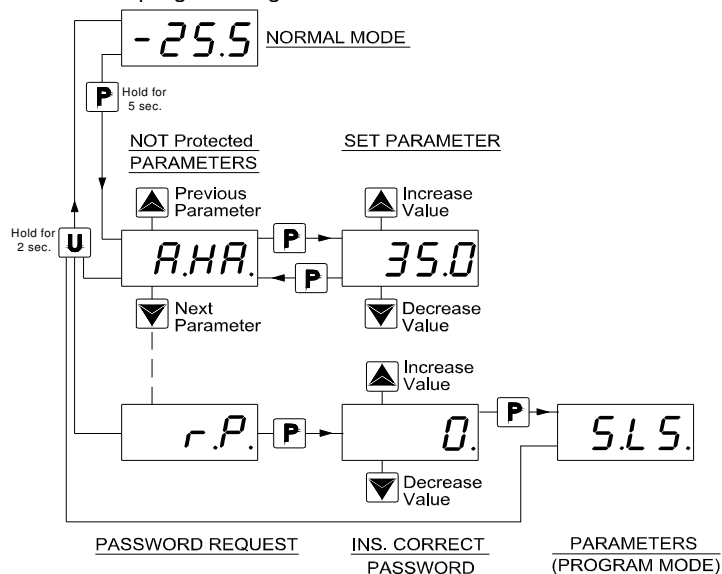 -25.5
NORMAL MODE
P
Hold for
5 sec.
NOT Protected
PARAMETERS
SET PARAMETER
Previous
Parameter
Increase
Value
Hold for
2 sec.
U
A.HA.
P
P
35.0
Next
Parameter
Decrease
Value
Increase
Value
r.P.
P
0.
P
S.LS.
Decrease
Value
PASSWORD REQUEST
INS. CORRECT
PASSWORD
PARAMETERS
(PROGRAM MODE)